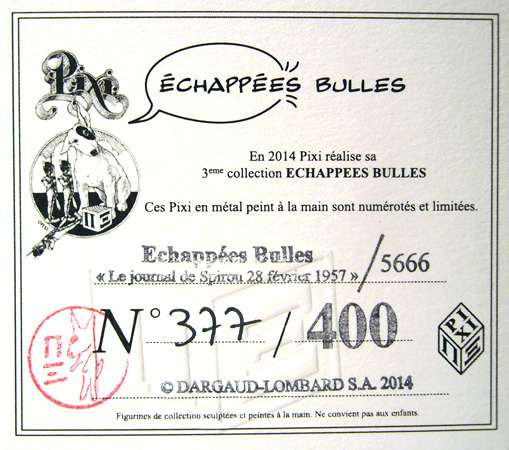 Pixi
ÉCHAPPÉES BULLES
En 2014 Pixi réalise sa
3eme collection ECHAPPEES BULLES
Ces Pixi en métal peint à la main sont numérotés et limitées.
Echappées Bulles
« Le journal de Spirou 28 février 1957 » / 5666
N° 377 / 400
PIXI
© DARGAUD-LOMBARD S.A. 2014
Figurines de collection sculptées et peintes à la main. Ne convient pas aux enfants.